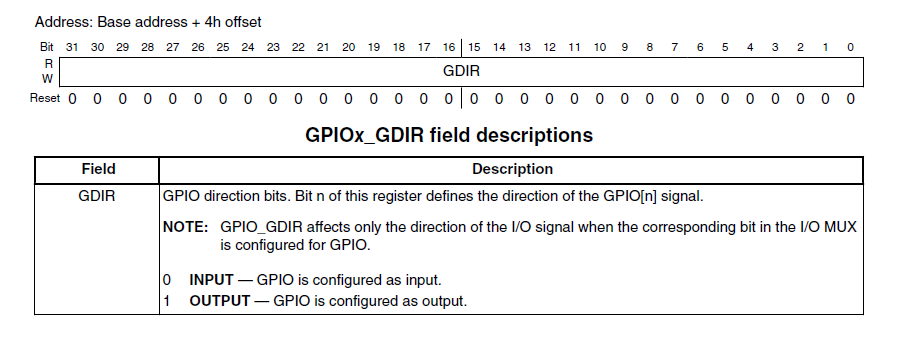 Address: Base address + 4h offset
Bit 31 30 29 28 27 26 25 24 23 22 21 20 19 18 17 16 15 14 13 12 11 10 9 8 7 6 5 4 3 2 1 0
R
W
GDIR
Reset 0 0 0 0 0 0 0 0 0 0 0 0 0 0 0 0 0 0 0 0 0 0 0 0 0 0 0 0 0 0 0 0
GPIOx_GDIR field descriptions
Field Description
GDIR GPIO direction bits. Bit n of this register defines the direction of the GPIO[n] signal.
NOTE: GPIO_GDIR affects only the direction of the I/O signal when the corresponding bit in the I/O MUX
is configured for GPIO.
0 INPUT — GPIO is configured as input.
1 OUTPUT — GPIO is configured as output.